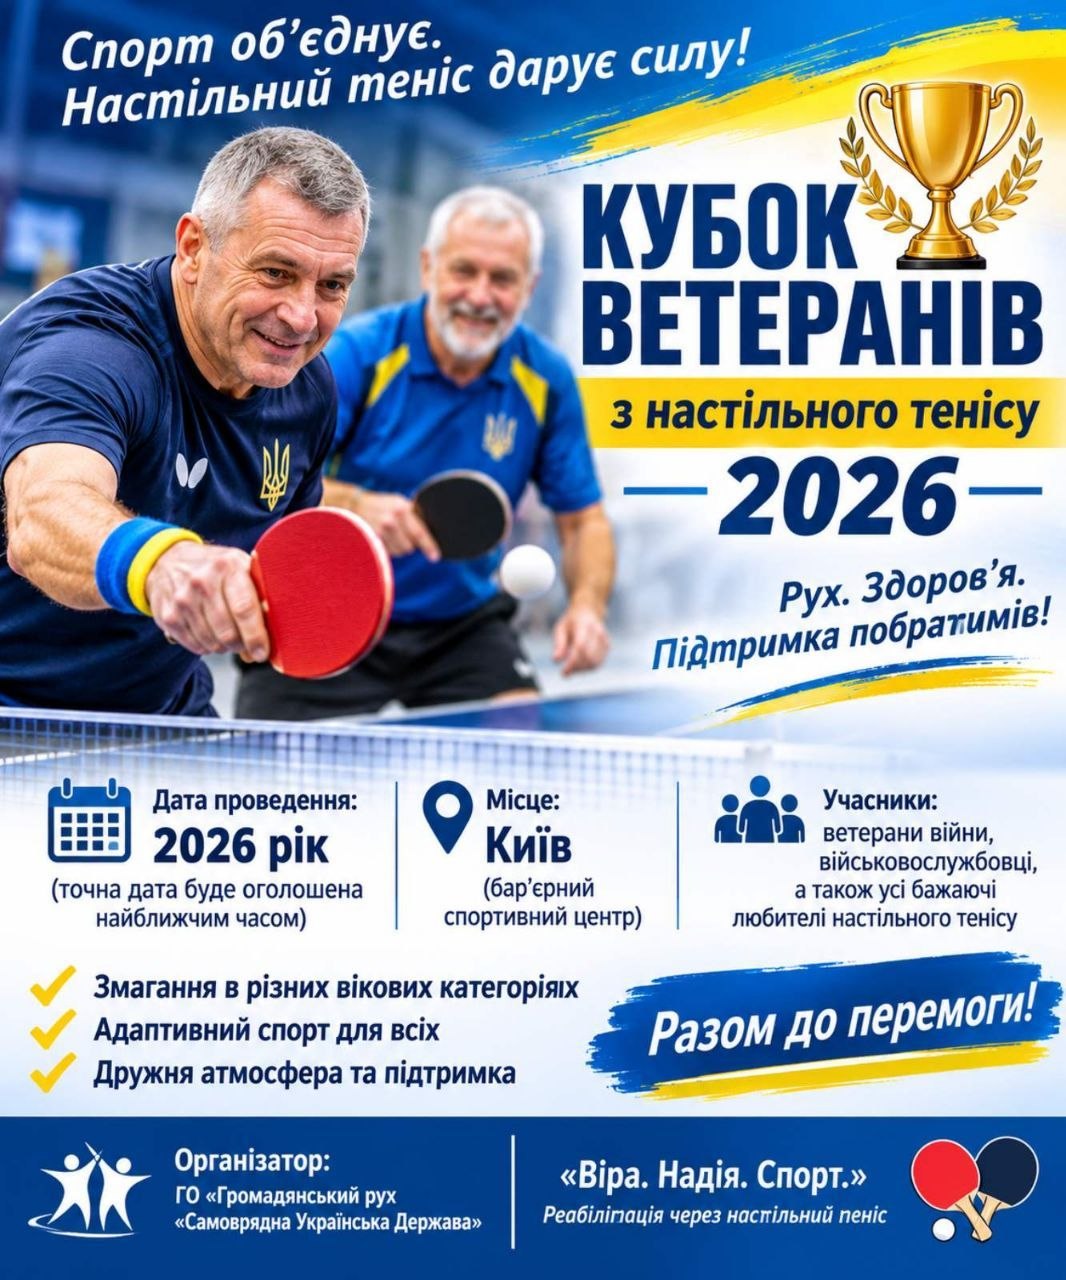 Спорт об’єднує.
Настільний теніс дарує силу!
КУБОК
ВЕТЕРАНІВ
з настільного тенісу
2026
Рух. Здоров’я.
Підтримка побратимів!
Дата проведення:
2026 рік
(точна дата буде оголошена
найближчим часом)
Місце:
Київ
(бар’єрний
спортивний центр)
Учасники:
ветерани війни,
військовослужбовці,
а також усі бажаючі
любителі настільного тенісу
Змагання в різних вікових категоріях
Адаптивний спорт для всіх
Дружня атмосфера та підтримка
Разом до перемоги!
Організатор:
ГО «Громадянський рух
«Самоврядна Українська Держава»
«Віра. Надія. Спорт.»
Реабіліпація через настільний пеніс